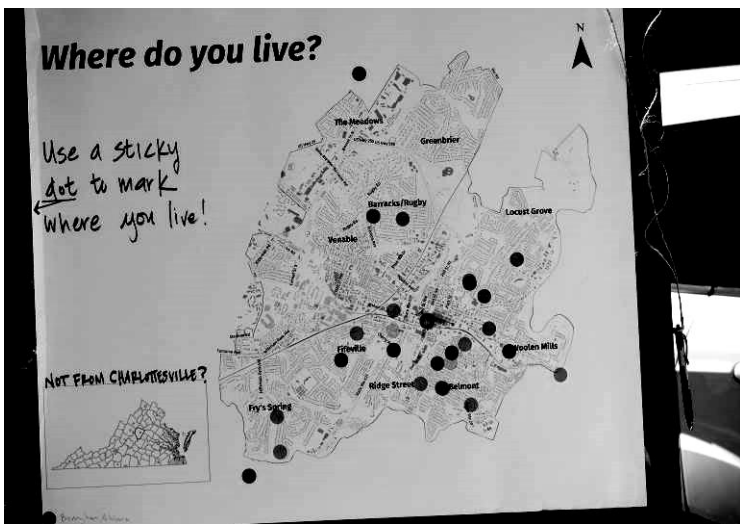 Where do you live?
N
Use a sticky
dot to mark
where you live!
The Meadows
Greenbrier
Barracks/Rugby
Locust Grove
Venable
Fifeville
Woolen Mills
Ridge Street
Belmont
Fry's Spring
NOT FROM CHARLOTTESVILLE?